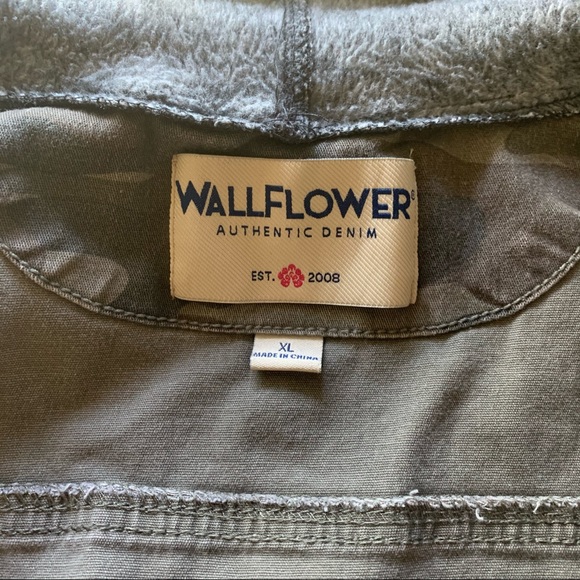 WALLFLOWER®
AUTHENTIC DENIM
EST. 2008
XL
MADE IN CHINA